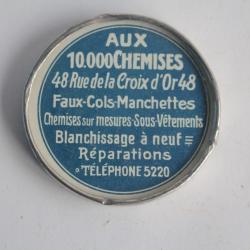 AUX
10.000 CHEMISES
48 Rue de la Croix d'Or 48
Faux-Cols-Manchettes
Chemises sur mesures-Sous-Vêtements
Blanchissage à neuf =
Réparations
TÉLÉPHONE 5220